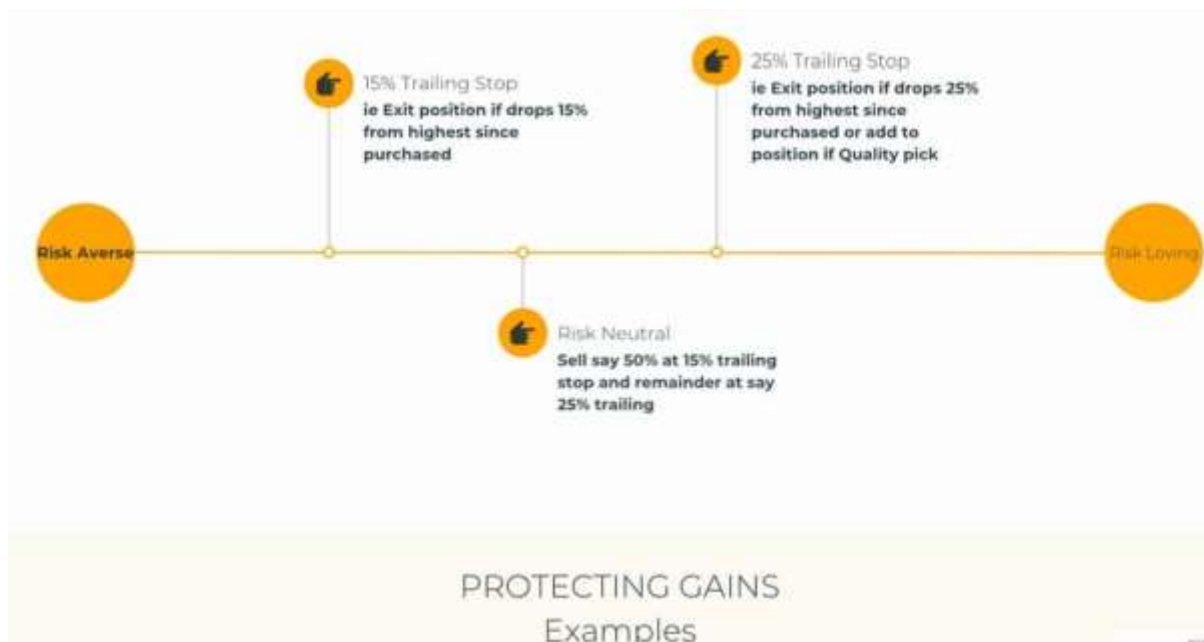 15% Trailing Stop
ie Exit position if drops 15%
from highest since
purchased
25% Trailing Stop
ie Exit position if drops 25%
from highest since
purchased or add to
position if Quality pick
Risk Averse
Risk Loving
Risk Neutral
Sell say 50% at 15% trailing
stop and remainder at say
25% trailing
PROTECTING GAINS
Examples